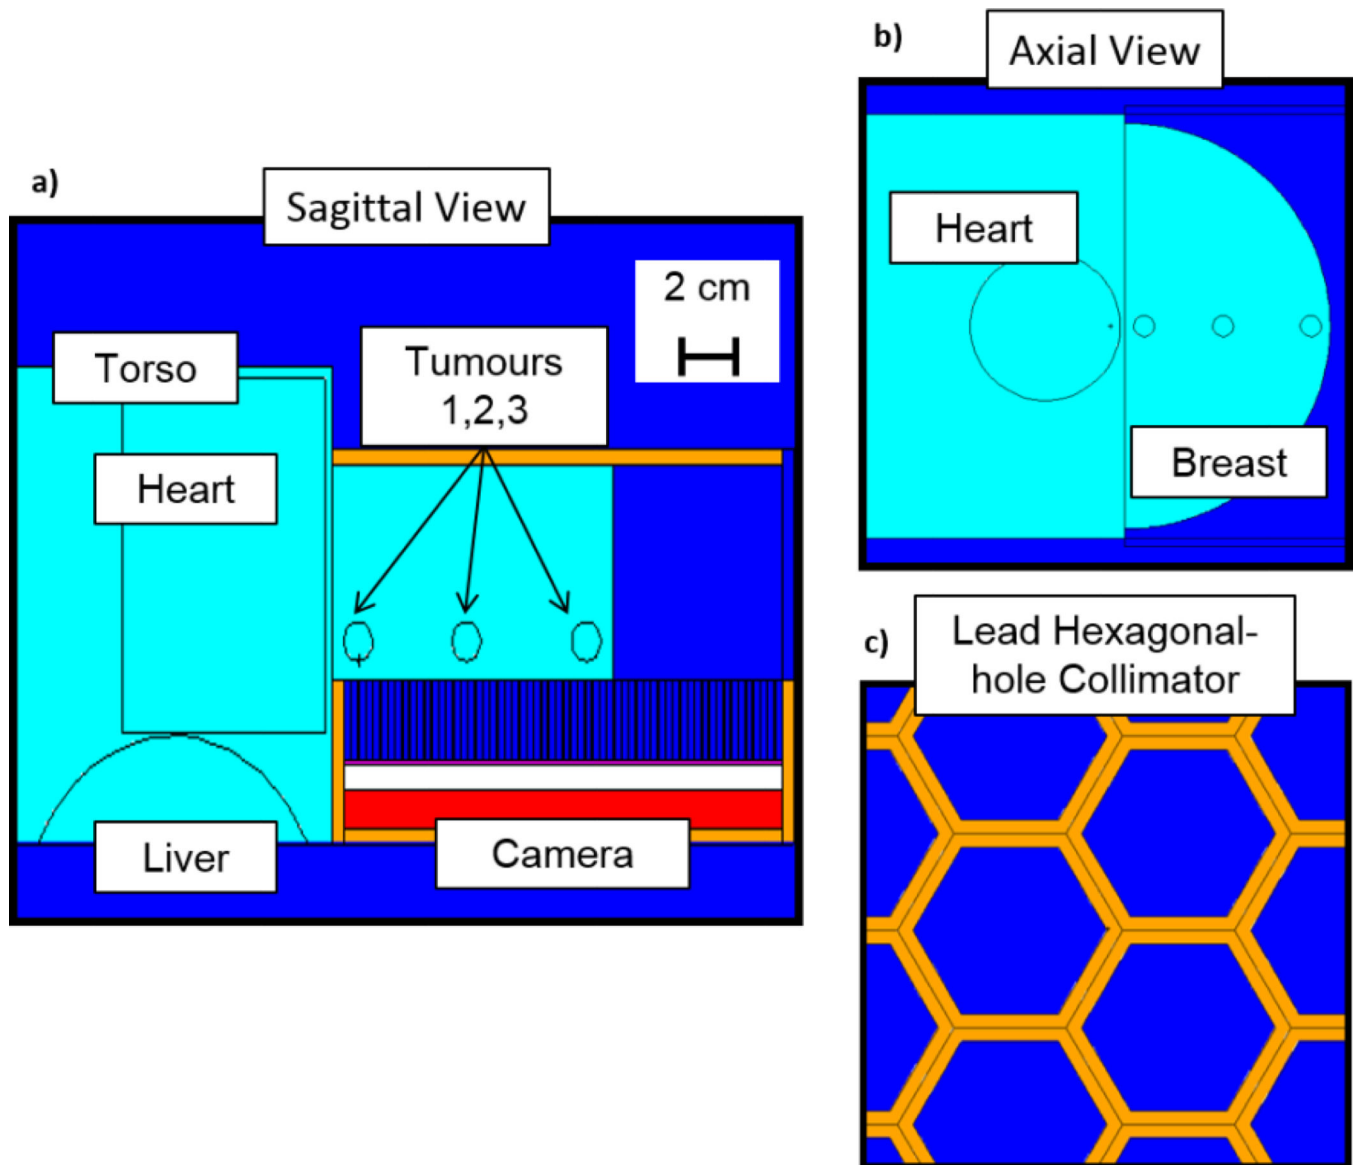 a)
Sagittal View
2 cm
Torso
Tumours
1,2,3
Heart
Liver
Camera
b)
Axial View
Heart
Breast
c)
Lead Hexagonal-
hole Collimator